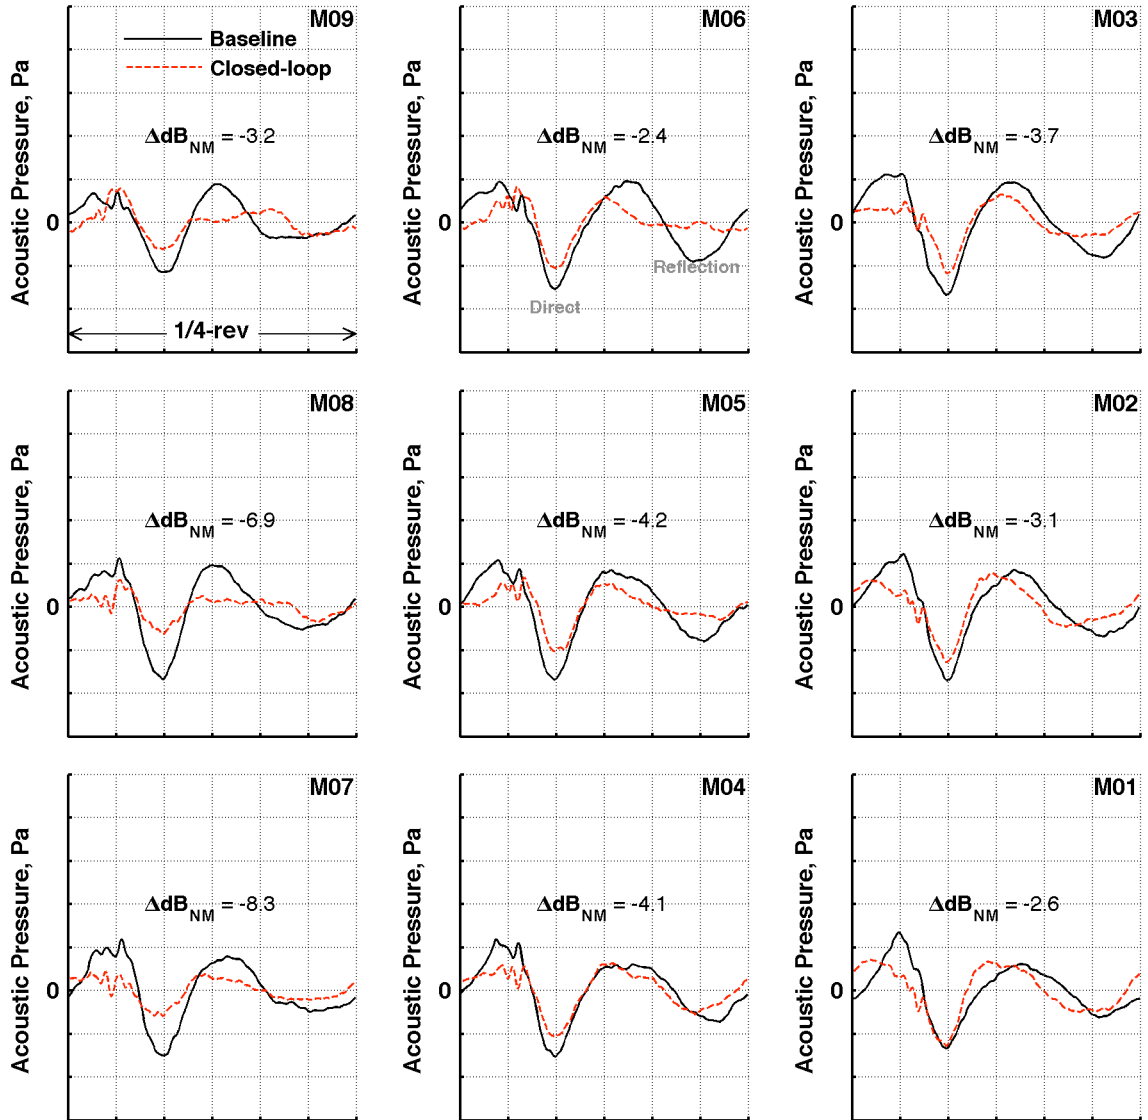 M09
Baseline
Closed-loop
ΔdB_NM = -3.2
Acoustic Pressure, Pa
0
1/4-rev
M06
ΔdB_NM = -2.4
Acoustic Pressure, Pa
0
Reflection
Direct
M03
ΔdB_NM = -3.7
Acoustic Pressure, Pa
0
M08
ΔdB_NM = -6.9
Acoustic Pressure, Pa
0
M05
ΔdB_NM = -4.2
Acoustic Pressure, Pa
0
M02
ΔdB_NM = -3.1
Acoustic Pressure, Pa
0
M07
ΔdB_NM = -8.3
Acoustic Pressure, Pa
0
M04
ΔdB_NM = -4.1
Acoustic Pressure, Pa
0
M01
ΔdB_NM = -2.6
Acoustic Pressure, Pa
0